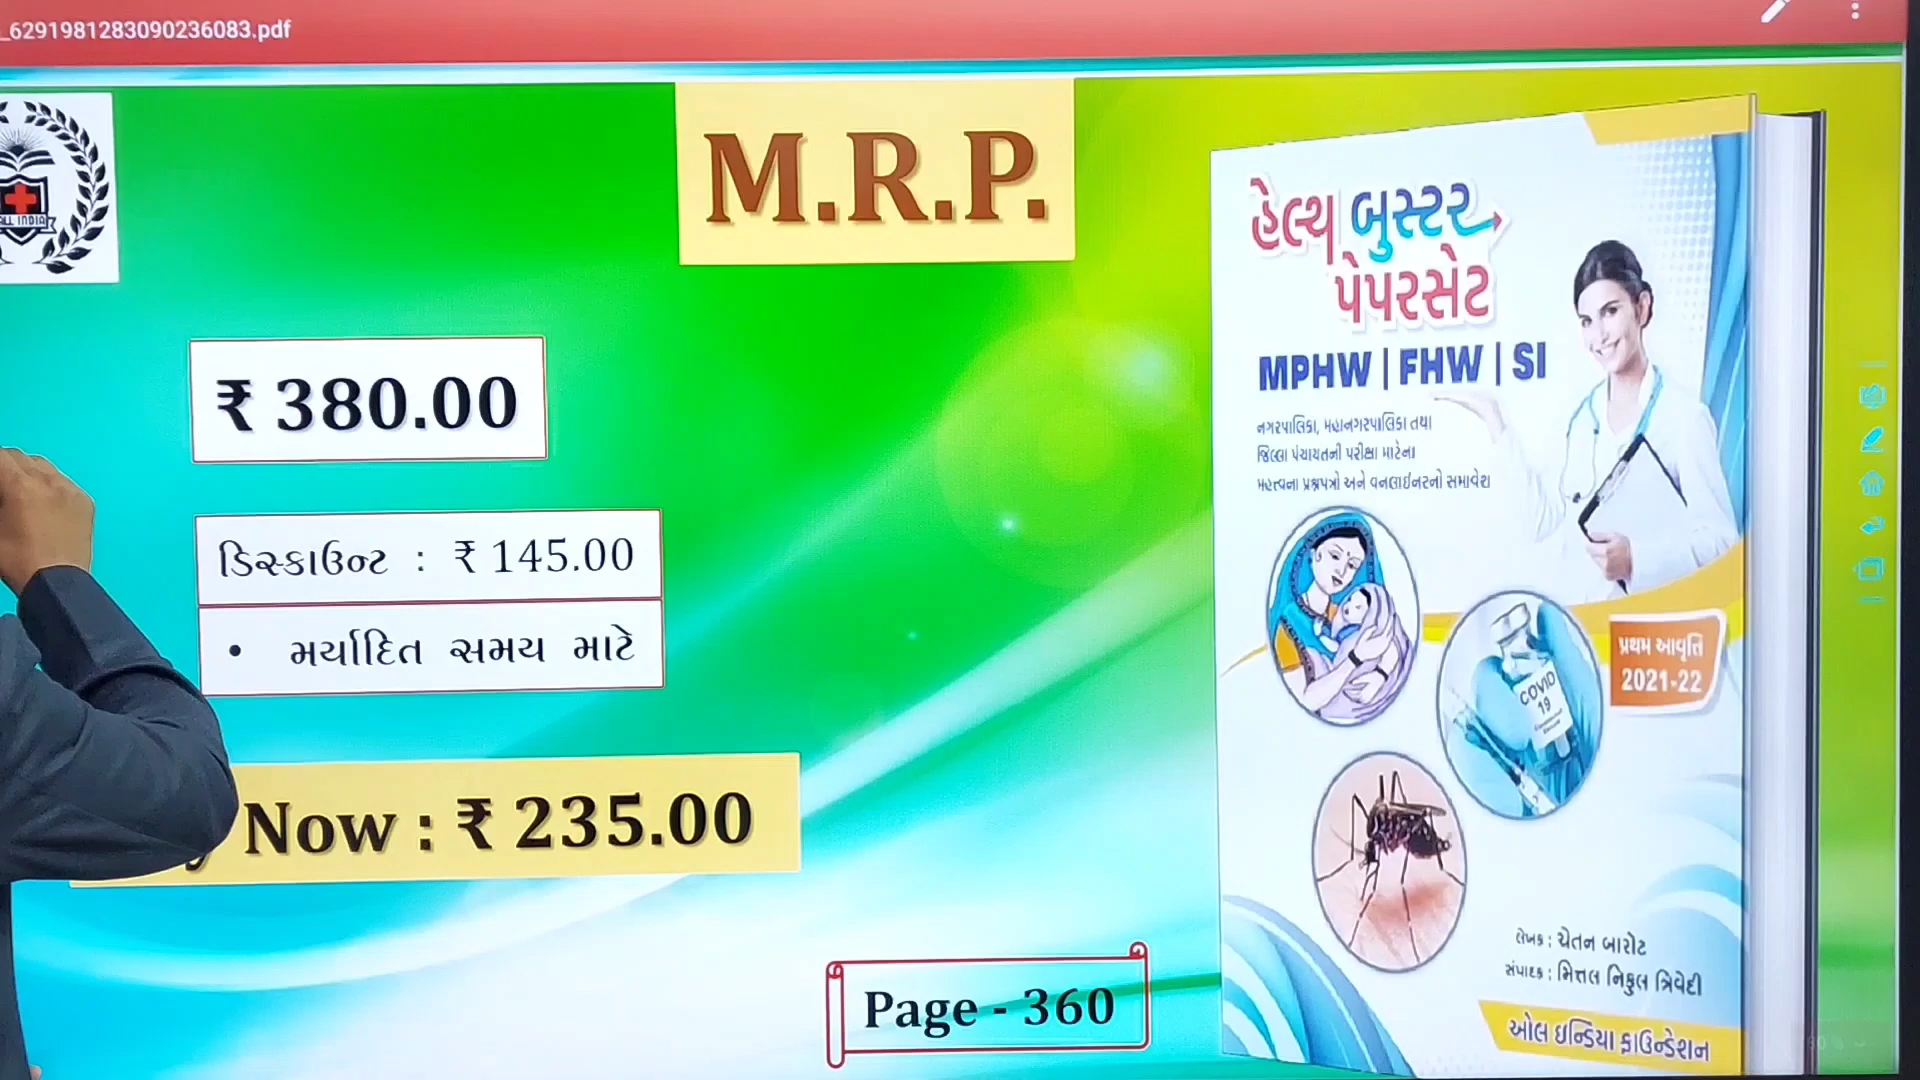 _6291981283090236083.pdf
ALL INDIA
M.R.P.
₹ 380.00
ડિસ્કાઉન્ટ : ₹ 145.00
• મર્યાદિત સમય માટે
Now : ₹ 235.00
Page - 360
હેલ્થ બુસ્ટર
પેપરસેટ
MPHW | FHW | SI
નગરપાલિકા, મહાનગરપાલિકા તથા
જિલ્લા પંચાયતની પરીક્ષા માટેના
મહત્વના પ્રશ્નપત્રો અને વનલાઈનરનો સમાવેશ
COVID
19
પ્રથમ આવૃત્તિ
2021-22
લેખક : ચેતન બારોટ
સંપાદક : મિત્તલ નિકુલ ત્રિવેદી
ઓલ ઇન્ડિયા ફાઉન્ડેશન